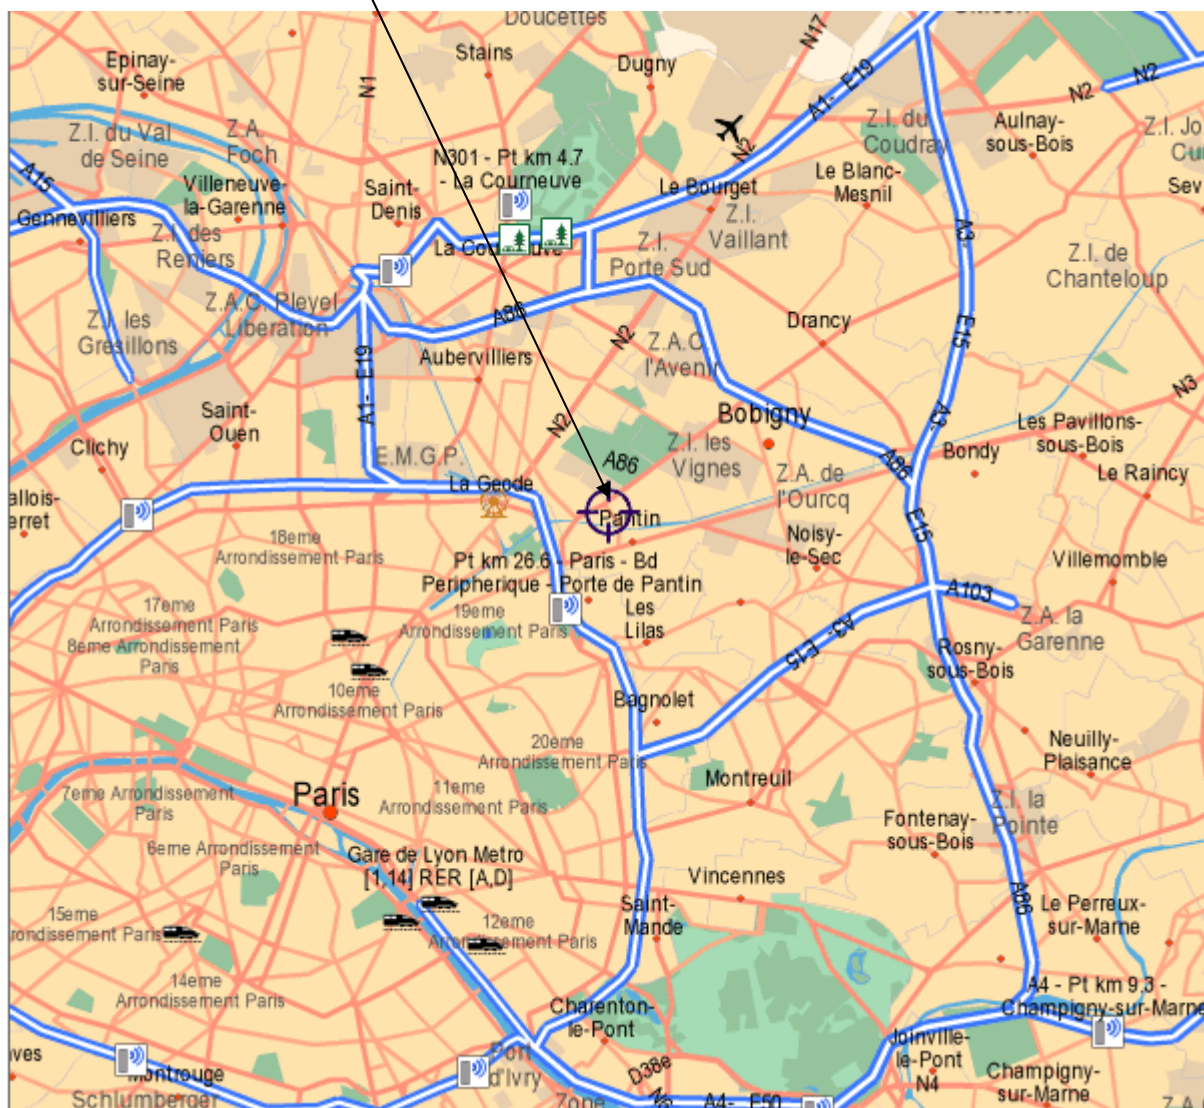 Doucettes
N17
Stains
Epinay-
sur-Seine
Dugny
N1
A1- E19
N2
N2
Z.I. du Val
de Seine
Z.A.
Foch
N2
Z.I. du
Coudray
Aulnay-
sous-Bois
N301 - Pt km 4.7
- La Courneuve
A15
Villeneuve-
la-Garenne
Saint-
Denis
Le Bourget
Le Blanc-
Mesnil
Gennevilliers
Z.I. des
Reniers
Z.I.
Vaillant
A3-
Z.I.
Porte Sud
Z.I. de
Chanteloup
Z.A.C. Pleyel
Liberation
Z.I. les
Gresillons
A86
N2
Drancy
E15
Aubervilliers
Z.A.C.
l'Avenir
A1- E19
N3
Saint-
Ouen
N2
Bobigny
A3-
Les Pavillons-
sous-Bois
Clichy
E.M.G.P.
A86
Z.I. les
Vignes
A86
Bondy
Le Raincy
La Geode
Z.A. de
l'Ourcq
Pantin
E15
18eme
Arrondissement Paris
Noisy-
le-Sec
Villemomble
Pt km 26.6 - Paris - Bd
Peripherique - Porte de Pantin
A103
17eme
Arrondissement Paris
8eme Arrondissement
Paris
19eme
Arrondissement Paris
Les
Lilas
A3-
E15
Z.A. la
Garenne
Rosny-
sous-Bois
10eme
Arrondissement Paris
Bagnolet
20eme
Arrondissement Paris
Neuilly-
Plaisance
Montreuil
7eme Arrondissement
Paris
Paris
11eme
Arrondissement Paris
Z.I. la
Pointe
Fontenay-
sous-Bois
6eme Arrondissement
Paris
Gare de Lyon Metro
[1,14] RER [A,D]
Vincennes
A86
15eme
Saint-
Mande
12eme
Arrondissement Paris
Le Perreux-
sur-Marne
14eme
Arrondissement Paris
A4 - Pt km 9.3 -
Champigny-sur-Marne
Charenton-
le-Pont
Joinville-
le-Pont
N4
Port
d'Ivry
D38e
Montrouge
Schlumberger
Champigny-
sur-Marne
A4- E50